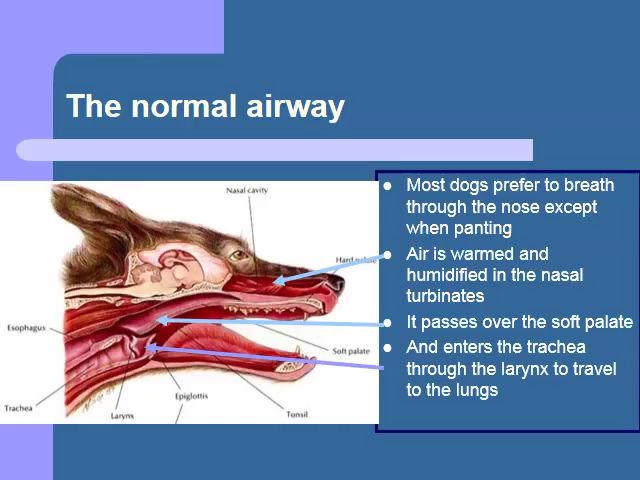 The normal airway
Nasal cavity
Hard palate
Esophagus
Soft palate
Trachea
Larynx
Epiglottis
Tonsil
Most dogs prefer to breath
through the nose except
when panting
Air is warmed and
humidified in the nasal
turbinates
It passes over the soft palate
And enters the trachea
through the larynx to travel
to the lungs